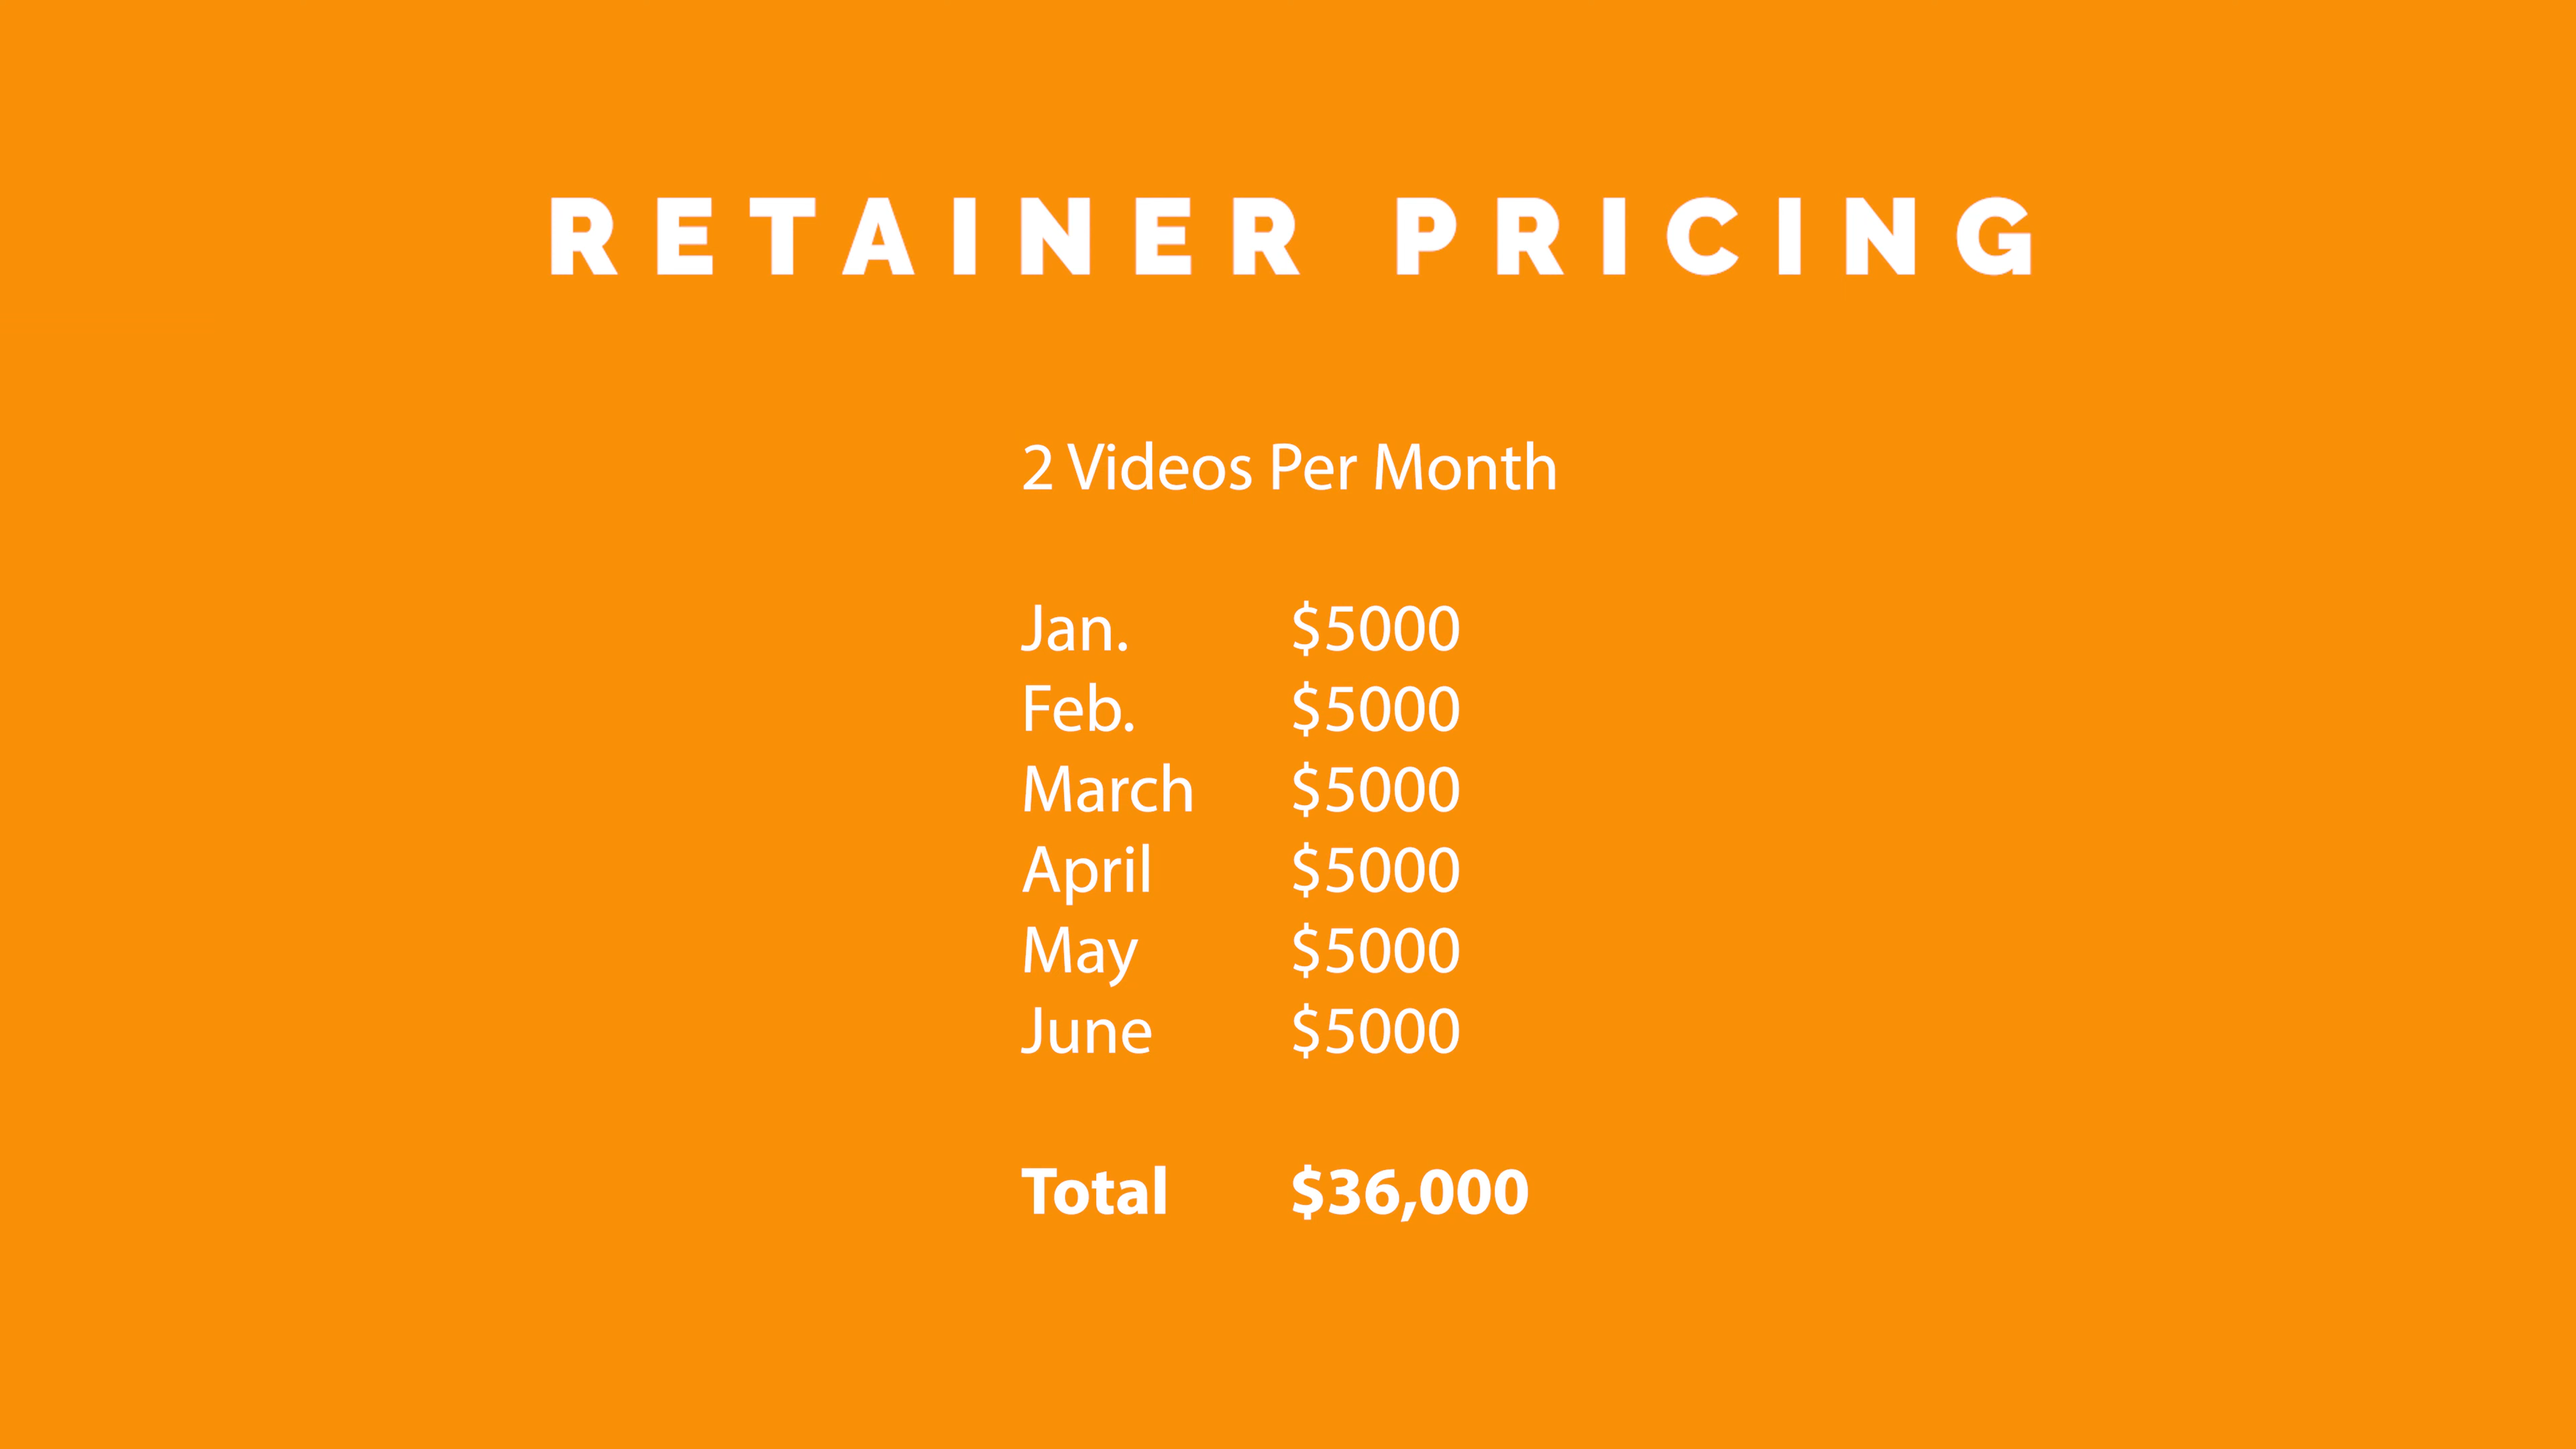 RETAINER PRICING
2 Videos Per Month
Jan. $5000
Feb. $5000
March $5000
April $5000
May $5000
June $5000
Total $36,000